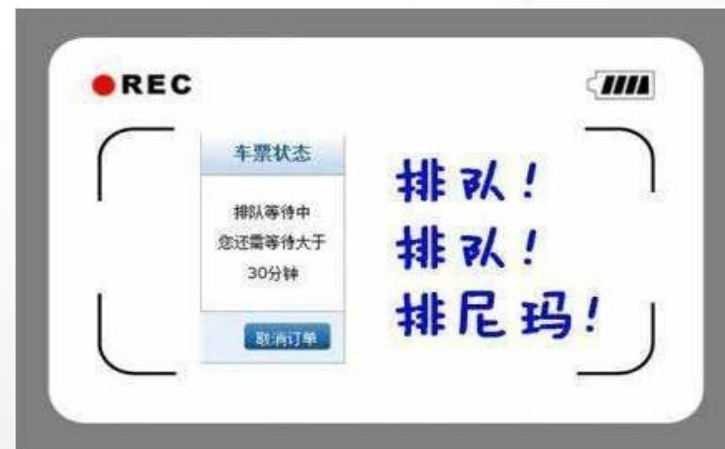 REC
车票状态
排队等待中
您还需等待大于
30分钟
取消订单
排队！
排队！
排尼玛！